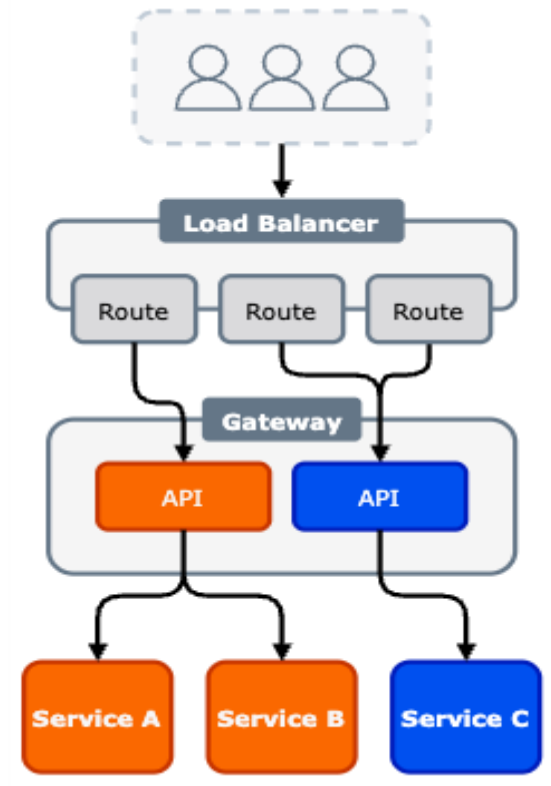 Load Balancer
Route
Route
Route
Gateway
API
API
Service A
Service B
Service C